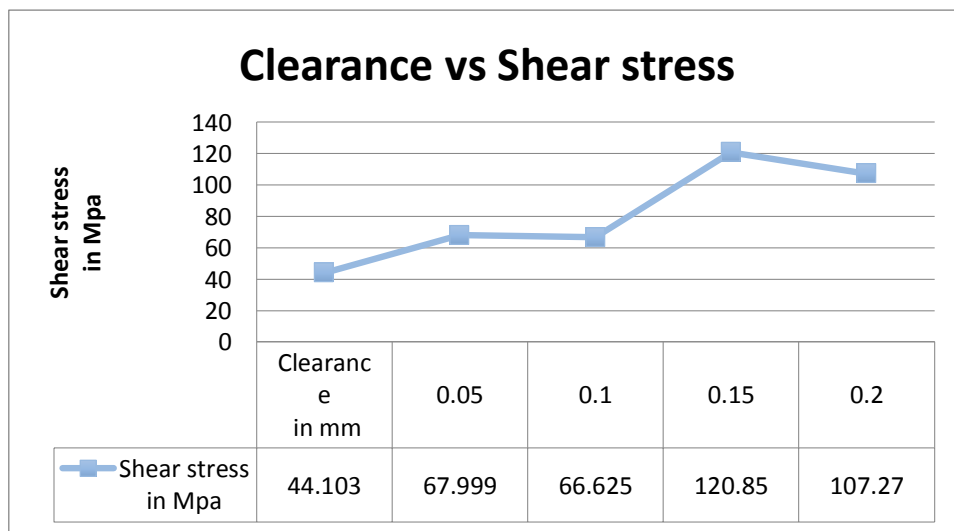 Clearance vs Shear stress
Shear stress
in Mpa
140
120
100
80
60
40
20
0
Clearanc
e
in mm
0.05
0.1
0.15
0.2
Shear stress
in Mpa
44.103
67.999
66.625
120.85
107.27